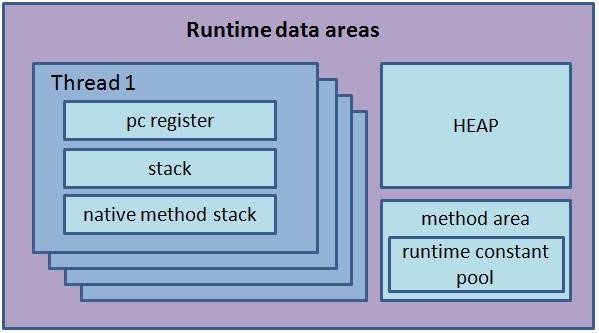 Runtime data areas
Thread 1
pc register
stack
native method stack
HEAP
method area
runtime constant
pool